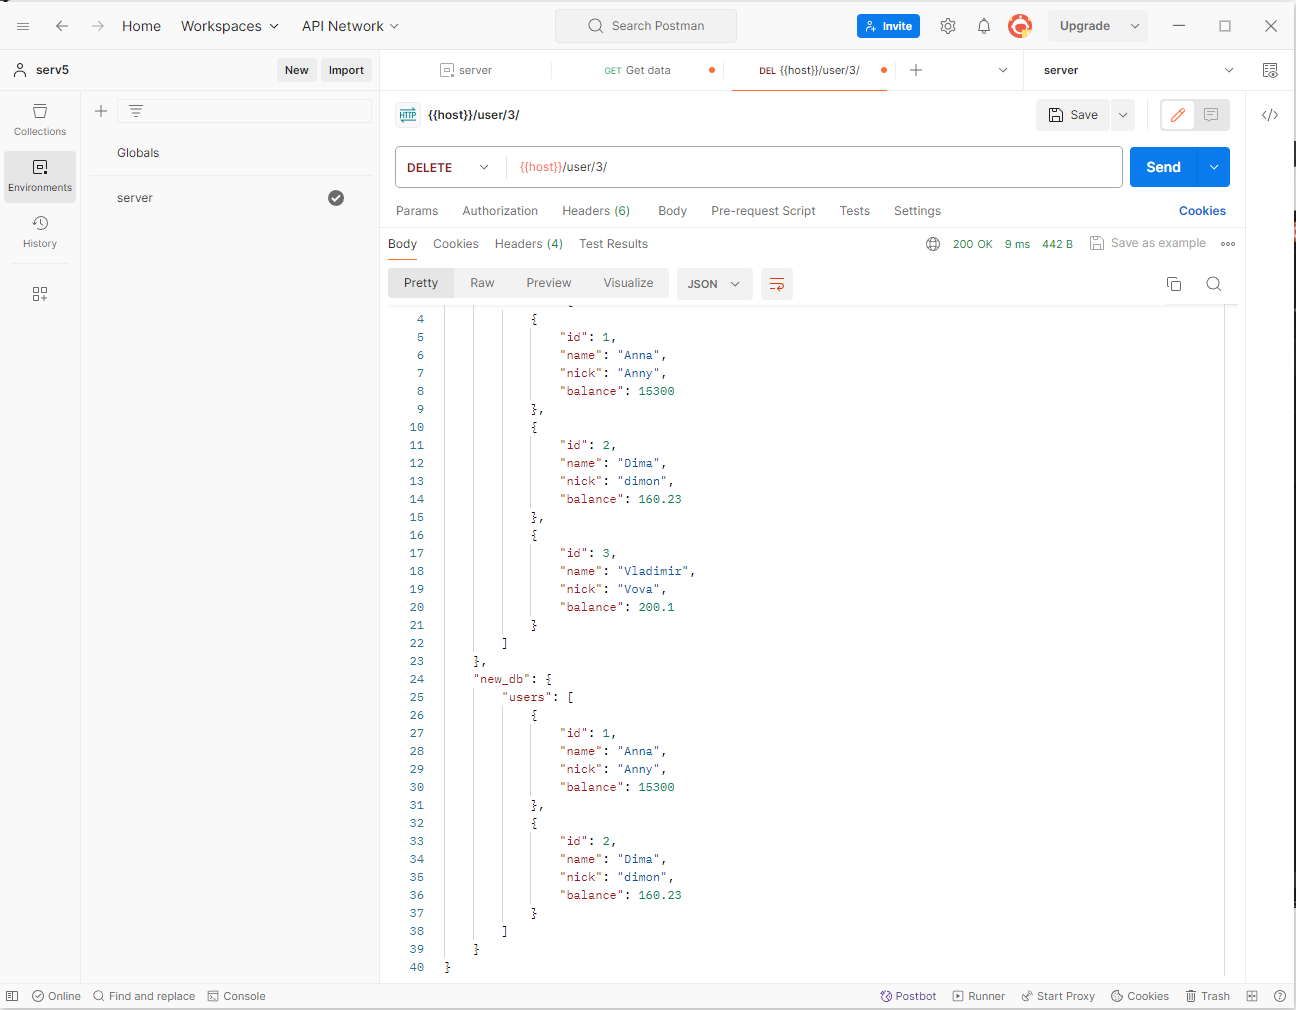 Home Workspaces API Network Search Postman Invite Upgrade
serv5 New Import server GET Get data DEL {{host}}/user/3/ server
Collections
Environments
History
Globals
server
HTTP {{host}}/user/3/ Save
DELETE {{host}}/user/3/ Send
Params Authorization Headers (6) Body Pre-request Script Tests Settings Cookies
Body Cookies Headers (4) Test Results 200 OK 9 ms 442 B Save as example
Pretty Raw Preview Visualize JSON
4 {
5 "id": 1,
6 "name": "Anna",
7 "nick": "Anny",
8 "balance": 15300
9 },
10 {
11 "id": 2,
12 "name": "Dima",
13 "nick": "dimon",
14 "balance": 160.23
15 },
16 {
17 "id": 3,
18 "name": "Vladimir",
19 "nick": "Vova",
20 "balance": 200.1
21 }
22 ]
23 },
24 "new_db": {
25 "users": [
26 {
27 "id": 1,
28 "name": "Anna",
29 "nick": "Anny",
30 "balance": 15300
31 },
32 {
33 "id": 2,
34 "name": "Dima",
35 "nick": "dimon",
36 "balance": 160.23
37 }
38 ]
39 }
40 }
Online Find and replace Console Postbot Runner Start Proxy Cookies Trash